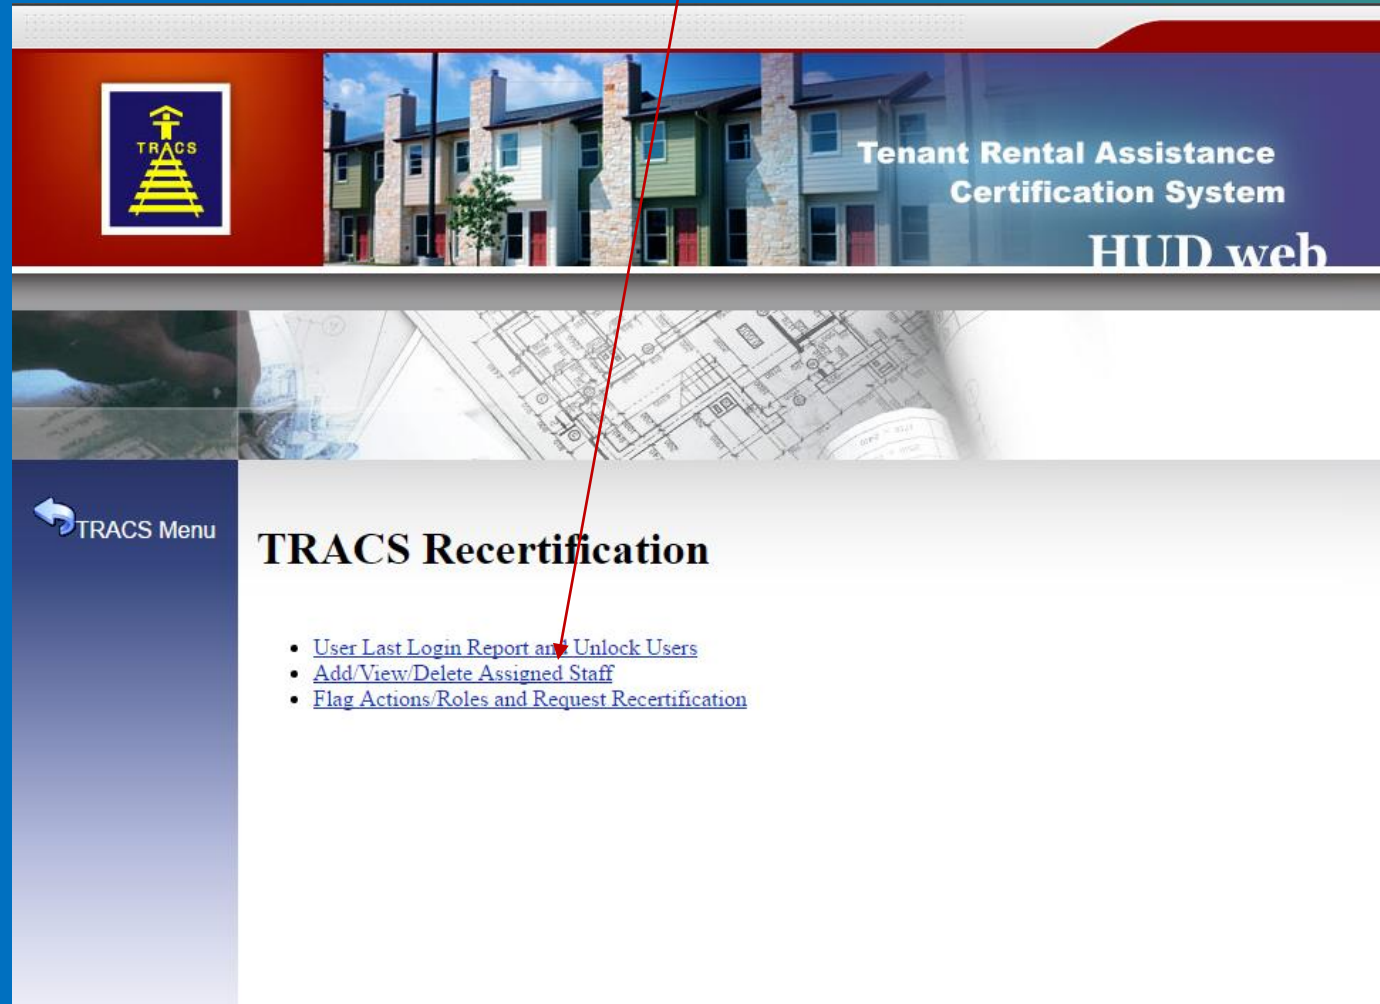 TRACS
Tenant Rental Assistance
Certification System
HUD web
TRACS Menu
TRACS Recertification
User Last Login Report and Unlock Users
Add/View/Delete Assigned Staff
Flag Actions/Roles and Request Recertification